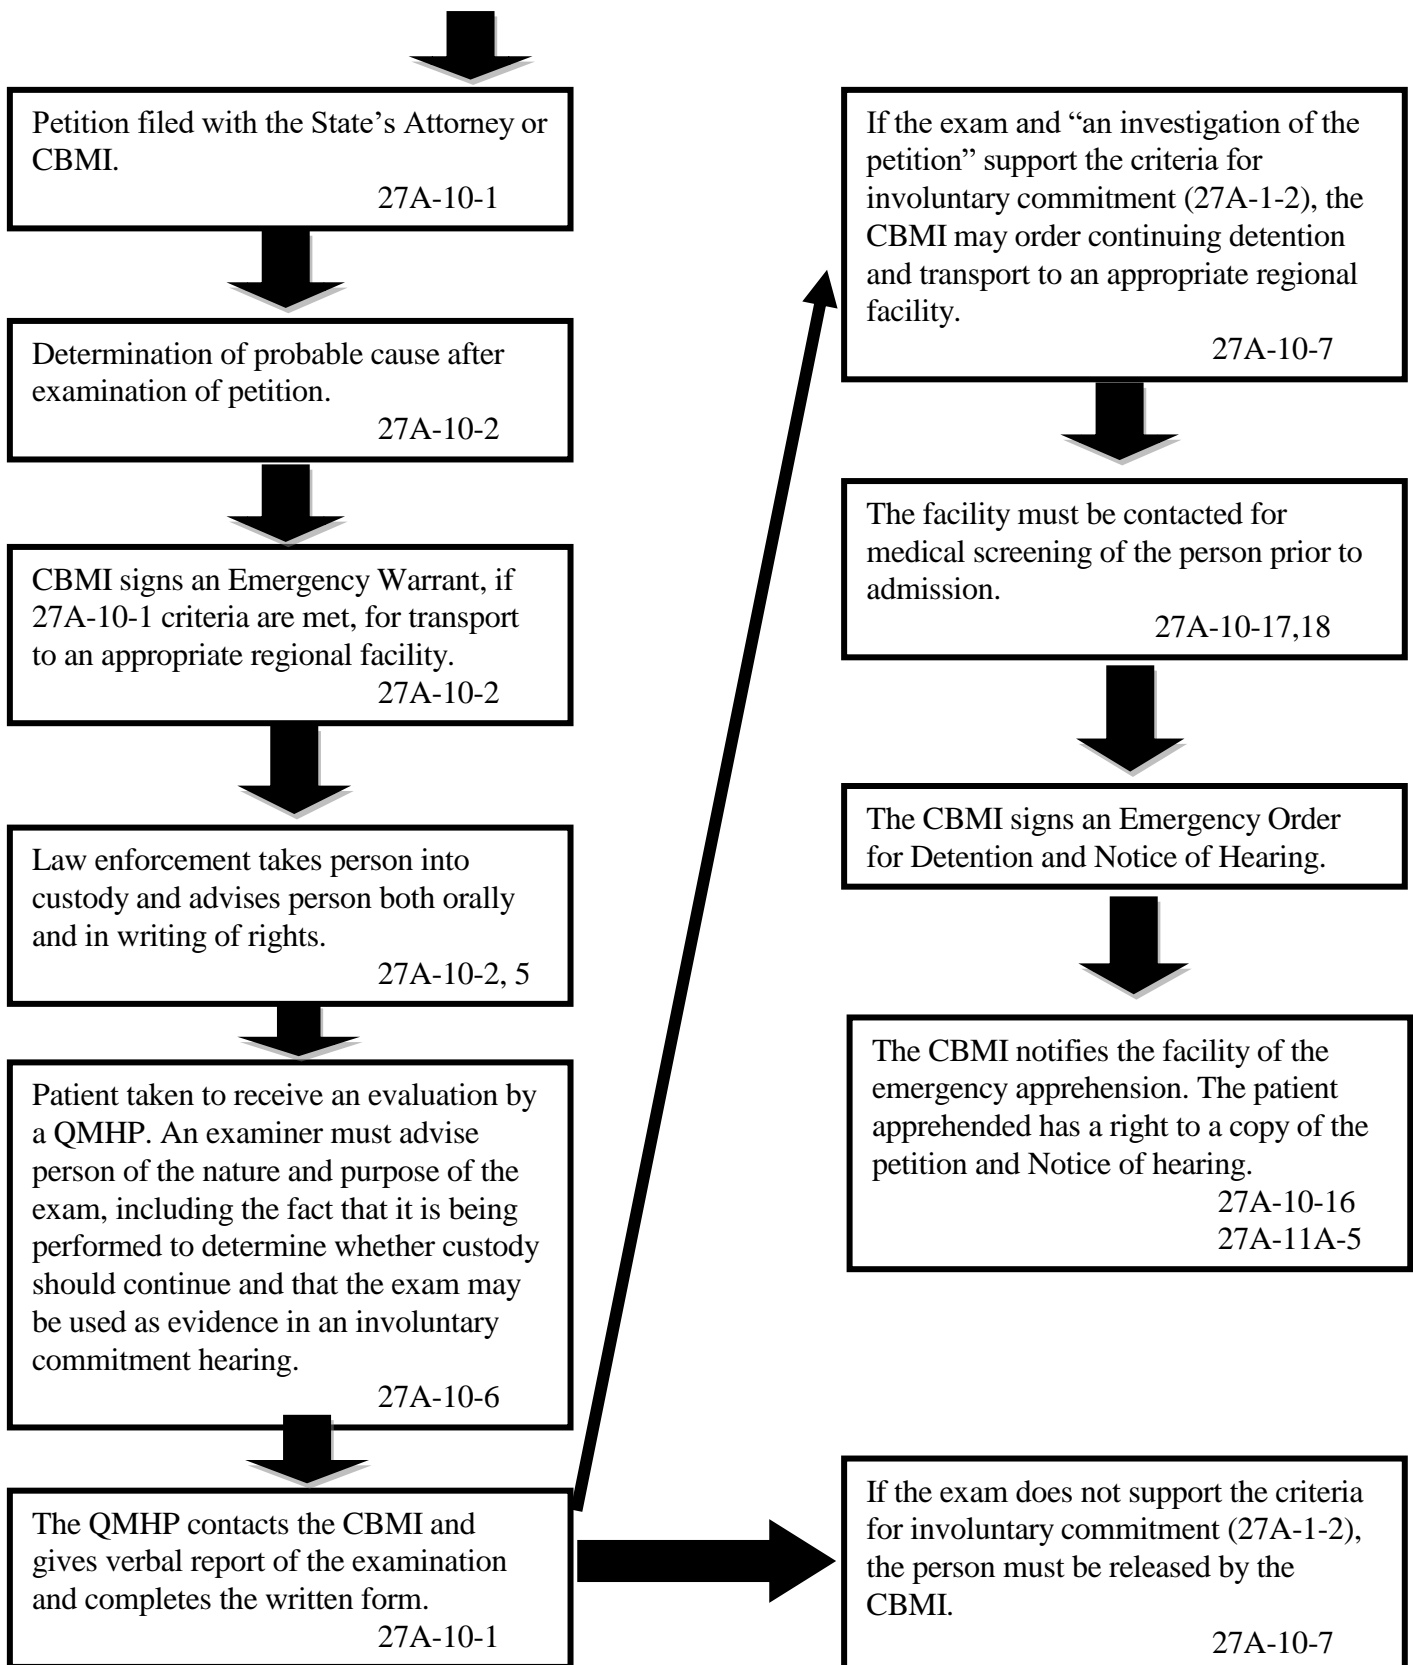 Petition filed with the State’s Attorney or
CBMI.
27A-10-1
Determination of probable cause after
examination of petition.
27A-10-2
CBMI signs an Emergency Warrant, if
27A-10-1 criteria are met, for transport
to an appropriate regional facility.
27A-10-2
Law enforcement takes person into
custody and advises person both orally
and in writing of rights.
27A-10-2, 5
Patient taken to receive an evaluation by
a QMHP. An examiner must advise
person of the nature and purpose of the
exam, including the fact that it is being
performed to determine whether custody
should continue and that the exam may
be used as evidence in an involuntary
commitment hearing.
27A-10-6
The QMHP contacts the CBMI and
gives verbal report of the examination
and completes the written form.
27A-10-1
If the exam and “an investigation of the
petition” support the criteria for
involuntary commitment (27A-1-2), the
CBMI may order continuing detention
and transport to an appropriate regional
facility.
27A-10-7
The facility must be contacted for
medical screening of the person prior to
admission.
27A-10-17,18
The CBMI signs an Emergency Order
for Detention and Notice of Hearing.
The CBMI notifies the facility of the
emergency apprehension. The patient
apprehended has a right to a copy of the
petition and Notice of hearing.
27A-10-16
27A-11A-5
If the exam does not support the criteria
for involuntary commitment (27A-1-2),
the person must be released by the
CBMI.
27A-10-7